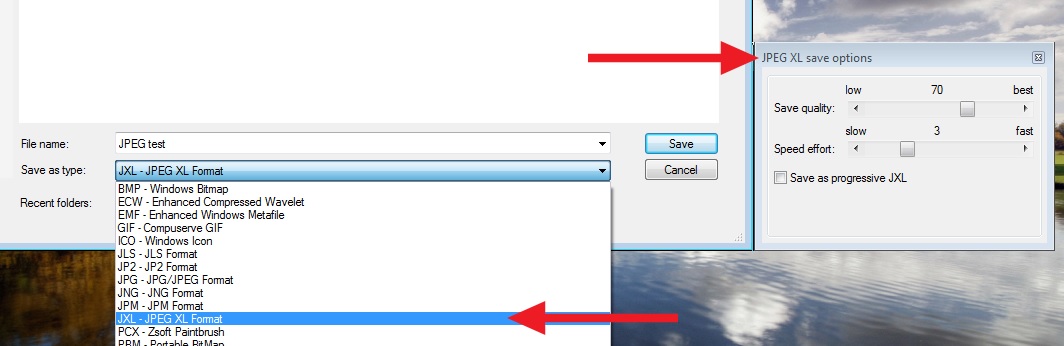 JPEG XL save options
low 70 best
Save quality:
slow 3 fast
Speed effort:
Save as progressive JXL
File name: JPEG test Save
Save as type: JXL - JPEG XL Format Cancel
Recent folders:
BMP - Windows Bitmap
ECW - Enhanced Compressed Wavelet
EMF - Enhanced Windows Metafile
GIF - Compuserve GIF
ICO - Windows Icon
JLS - JLS Format
JP2 - JP2 Format
JPG - JPG/JPEG Format
JNG - JNG Format
JPM - JPM Format
JXL - JPEG XL Format
PCX - Zsoft Paintbrush
PBM - Portable BitMap